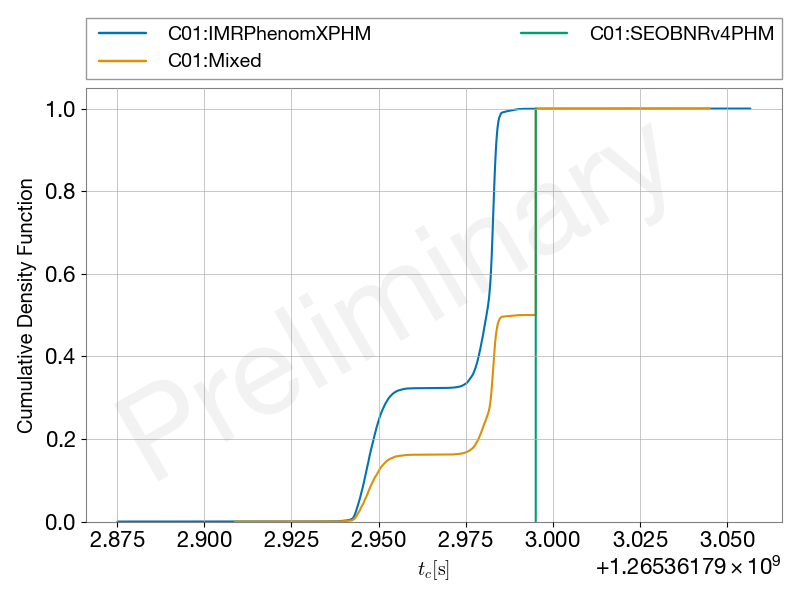 C01:IMRPhenomXPHM
C01:Mixed
C01:SEOBNRv4PHM
1.0
0.8
0.6
0.4
0.2
0.0
Cumulative Density Function
Preliminary
2.875 2.900 2.925 2.950 2.975 3.000 3.025 3.050
t_c[s]
+1.26536179 × 10⁹